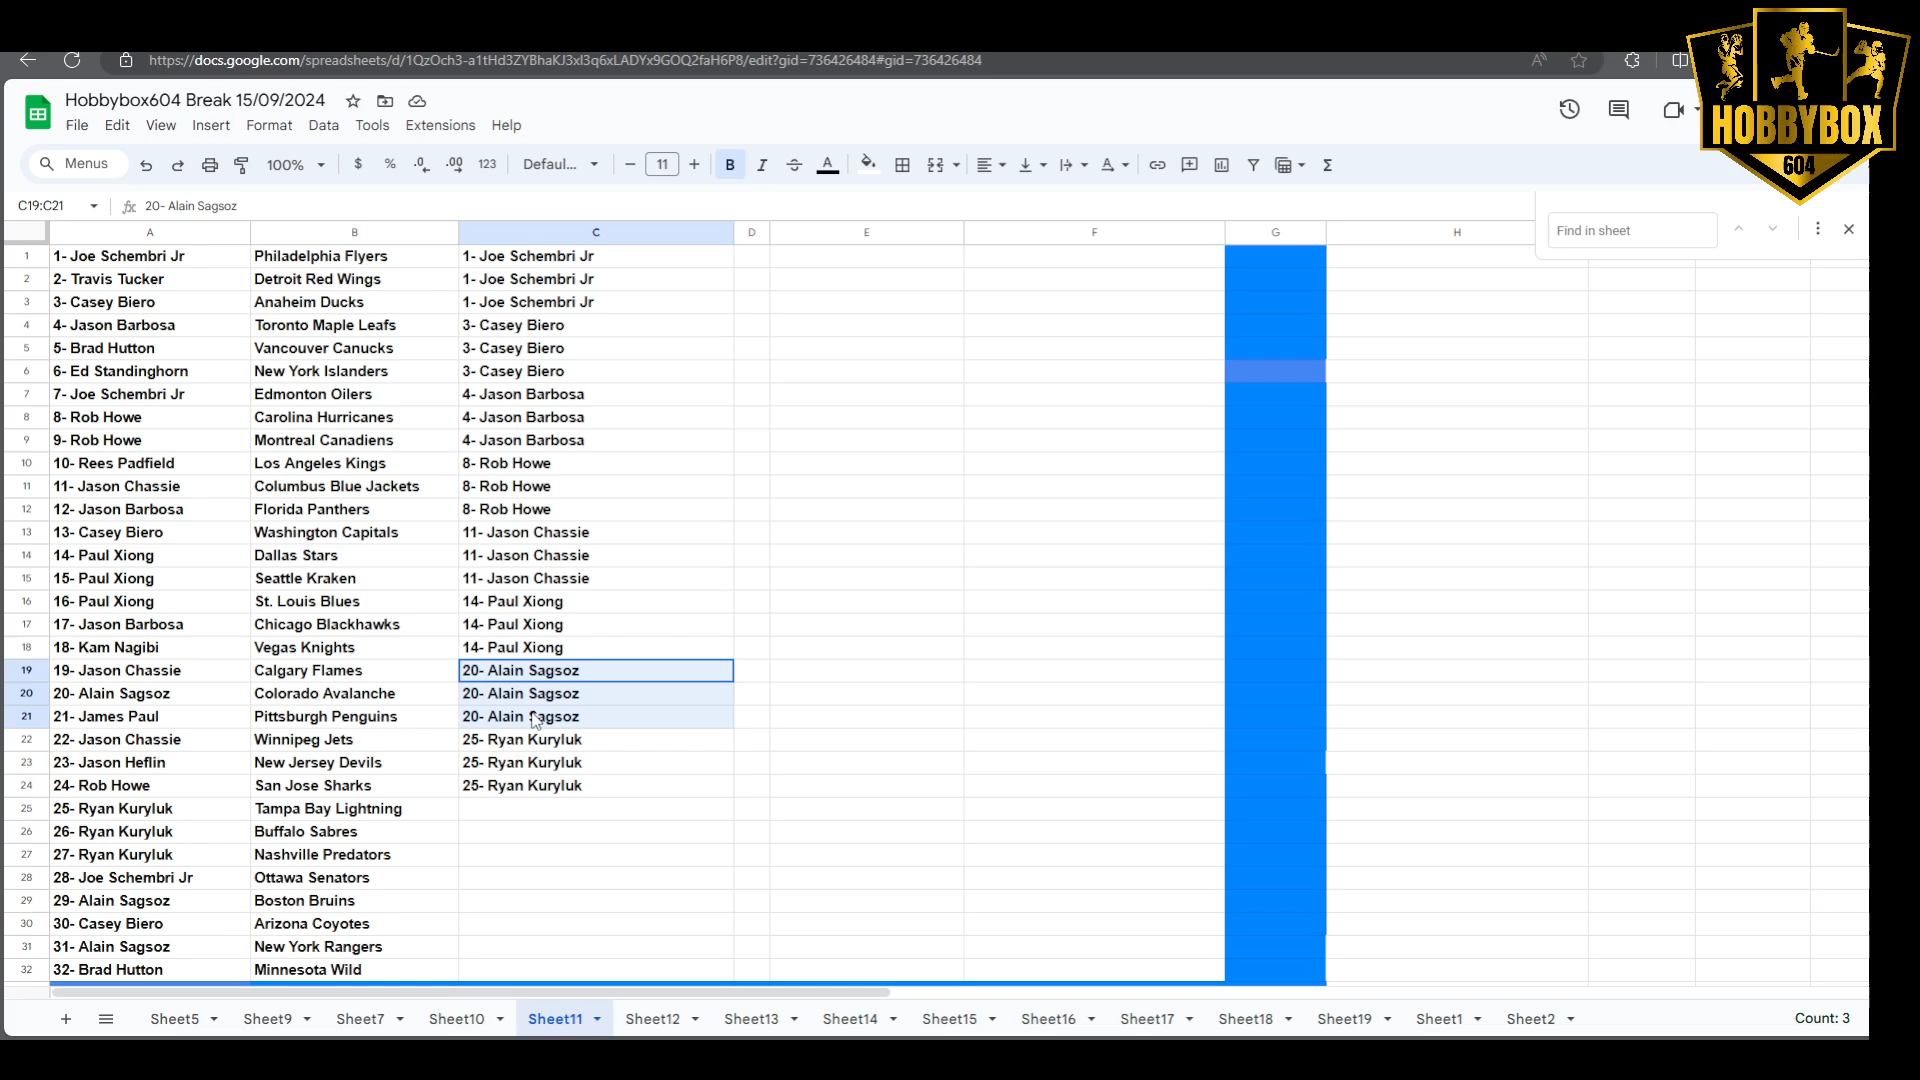 https://docs.google.com/spreadsheets/d/1QzOch3-a1tHd3ZYBhaKJ3xl3q6xLADYx9GOQ2faH6P8/edit?gid=736426484#gid=736426484
HOBBYBOX
604
Hobbybox604 Break 15/09/2024
File Edit View Insert Format Data Tools Extensions Help
Menus 100% $ % .0 .00 123 Defaul... 11 B I A
C19:C21 fx 20- Alain Sagsoz
Find in sheet
A B C D E F G H
1 1- Joe Schembri Jr Philadelphia Flyers 1- Joe Schembri Jr
2 2- Travis Tucker Detroit Red Wings 1- Joe Schembri Jr
3 3- Casey Biero Anaheim Ducks 1- Joe Schembri Jr
4 4- Jason Barbosa Toronto Maple Leafs 3- Casey Biero
5 5- Brad Hutton Vancouver Canucks 3- Casey Biero
6 6- Ed Standinghorn New York Islanders 3- Casey Biero
7 7- Joe Schembri Jr Edmonton Oilers 4- Jason Barbosa
8 8- Rob Howe Carolina Hurricanes 4- Jason Barbosa
9 9- Rob Howe Montreal Canadiens 4- Jason Barbosa
10 10- Rees Padfield Los Angeles Kings 8- Rob Howe
11 11- Jason Chassie Columbus Blue Jackets 8- Rob Howe
12 12- Jason Barbosa Florida Panthers 8- Rob Howe
13 13- Casey Biero Washington Capitals 11- Jason Chassie
14 14- Paul Xiong Dallas Stars 11- Jason Chassie
15 15- Paul Xiong Seattle Kraken 11- Jason Chassie
16 16- Paul Xiong St. Louis Blues 14- Paul Xiong
17 17- Jason Barbosa Chicago Blackhawks 14- Paul Xiong
18 18- Kam Nagibi Vegas Knights 14- Paul Xiong
19 19- Jason Chassie Calgary Flames 20- Alain Sagsoz
20 20- Alain Sagsoz Colorado Avalanche 20- Alain Sagsoz
21 21- James Paul Pittsburgh Penguins 20- Alain Sagsoz
22 22- Jason Chassie Winnipeg Jets 25- Ryan Kuryluk
23 23- Jason Heflin New Jersey Devils 25- Ryan Kuryluk
24 24- Rob Howe San Jose Sharks 25- Ryan Kuryluk
25 25- Ryan Kuryluk Tampa Bay Lightning
26 26- Ryan Kuryluk Buffalo Sabres
27 27- Ryan Kuryluk Nashville Predators
28 28- Joe Schembri Jr Ottawa Senators
29 29- Alain Sagsoz Boston Bruins
30 30- Casey Biero Arizona Coyotes
31 31- Alain Sagsoz New York Rangers
32 32- Brad Hutton Minnesota Wild
Sheet5 Sheet9 Sheet7 Sheet10 Sheet11 Sheet12 Sheet13 Sheet14 Sheet15 Sheet16 Sheet17 Sheet18 Sheet19 Sheet1 Sheet2 Count: 3